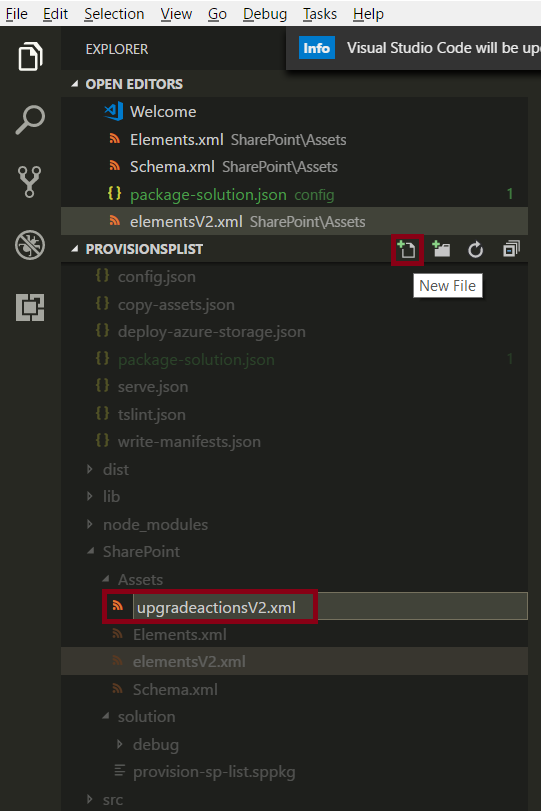 File Edit Selection View Go Debug Tasks Help
EXPLORER
Info Visual Studio Code will be up
OPEN EDITORS
Welcome
Elements.xml SharePoint\Assets
Schema.xml SharePoint\Assets
{} package-solution.json config 1
elementsV2.xml SharePoint\Assets
PROVISIONSPLIST
New File
{} config.json
{} copy-assets.json
{} deploy-azure-storage.json
{} package-solution.json 1
{} serve.json
{} tslint.json
{} write-manifests.json
dist
lib
node_modules
SharePoint
Assets
upgradeactionsV2.xml
Elements.xml
elementsV2.xml
Schema.xml
solution
debug
provision-sp-list.sppkg
src